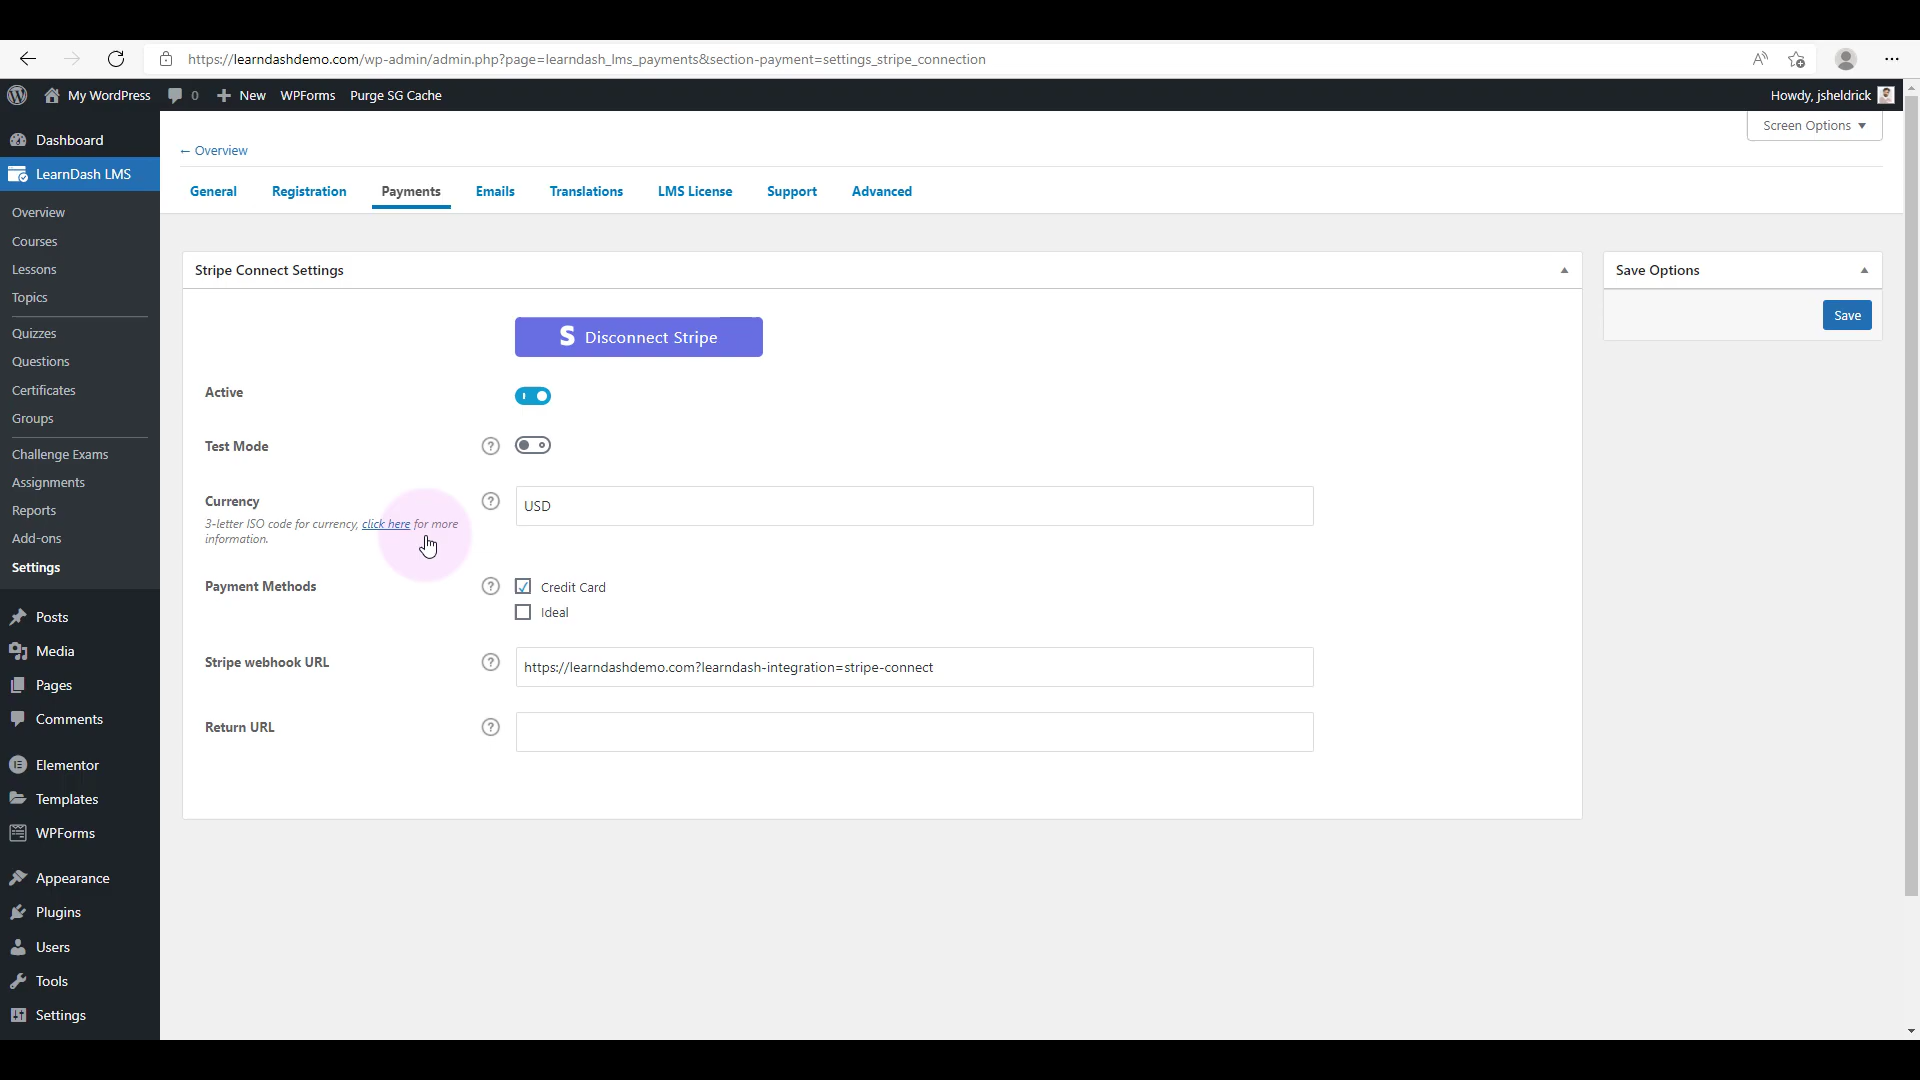 https://learndashdemo.com/wp-admin/admin.php?page=learndash_lms_payments&section-payment=settings_stripe_connection
My WordPress
0
New
WPForms
Purge SG Cache
Howdy, jsheldrick
Dashboard
LearnDash LMS
Overview
Courses
Lessons
Topics
Quizzes
Questions
Certificates
Groups
Challenge Exams
Assignments
Reports
Add-ons
Settings
Posts
Media
Pages
Comments
Elementor
Templates
WPForms
Appearance
Plugins
Users
Tools
Settings
Screen Options
← Overview
General
Registration
Payments
Emails
Translations
LMS License
Support
Advanced
Stripe Connect Settings
S Disconnect Stripe
Active
Test Mode
?
Currency
3-letter ISO code for currency, click here for more
information.
?
USD
Payment Methods
?
Credit Card
Ideal
Stripe webhook URL
?
https://learndashdemo.com?learndash-integration=stripe-connect
Return URL
?
Save Options
Save